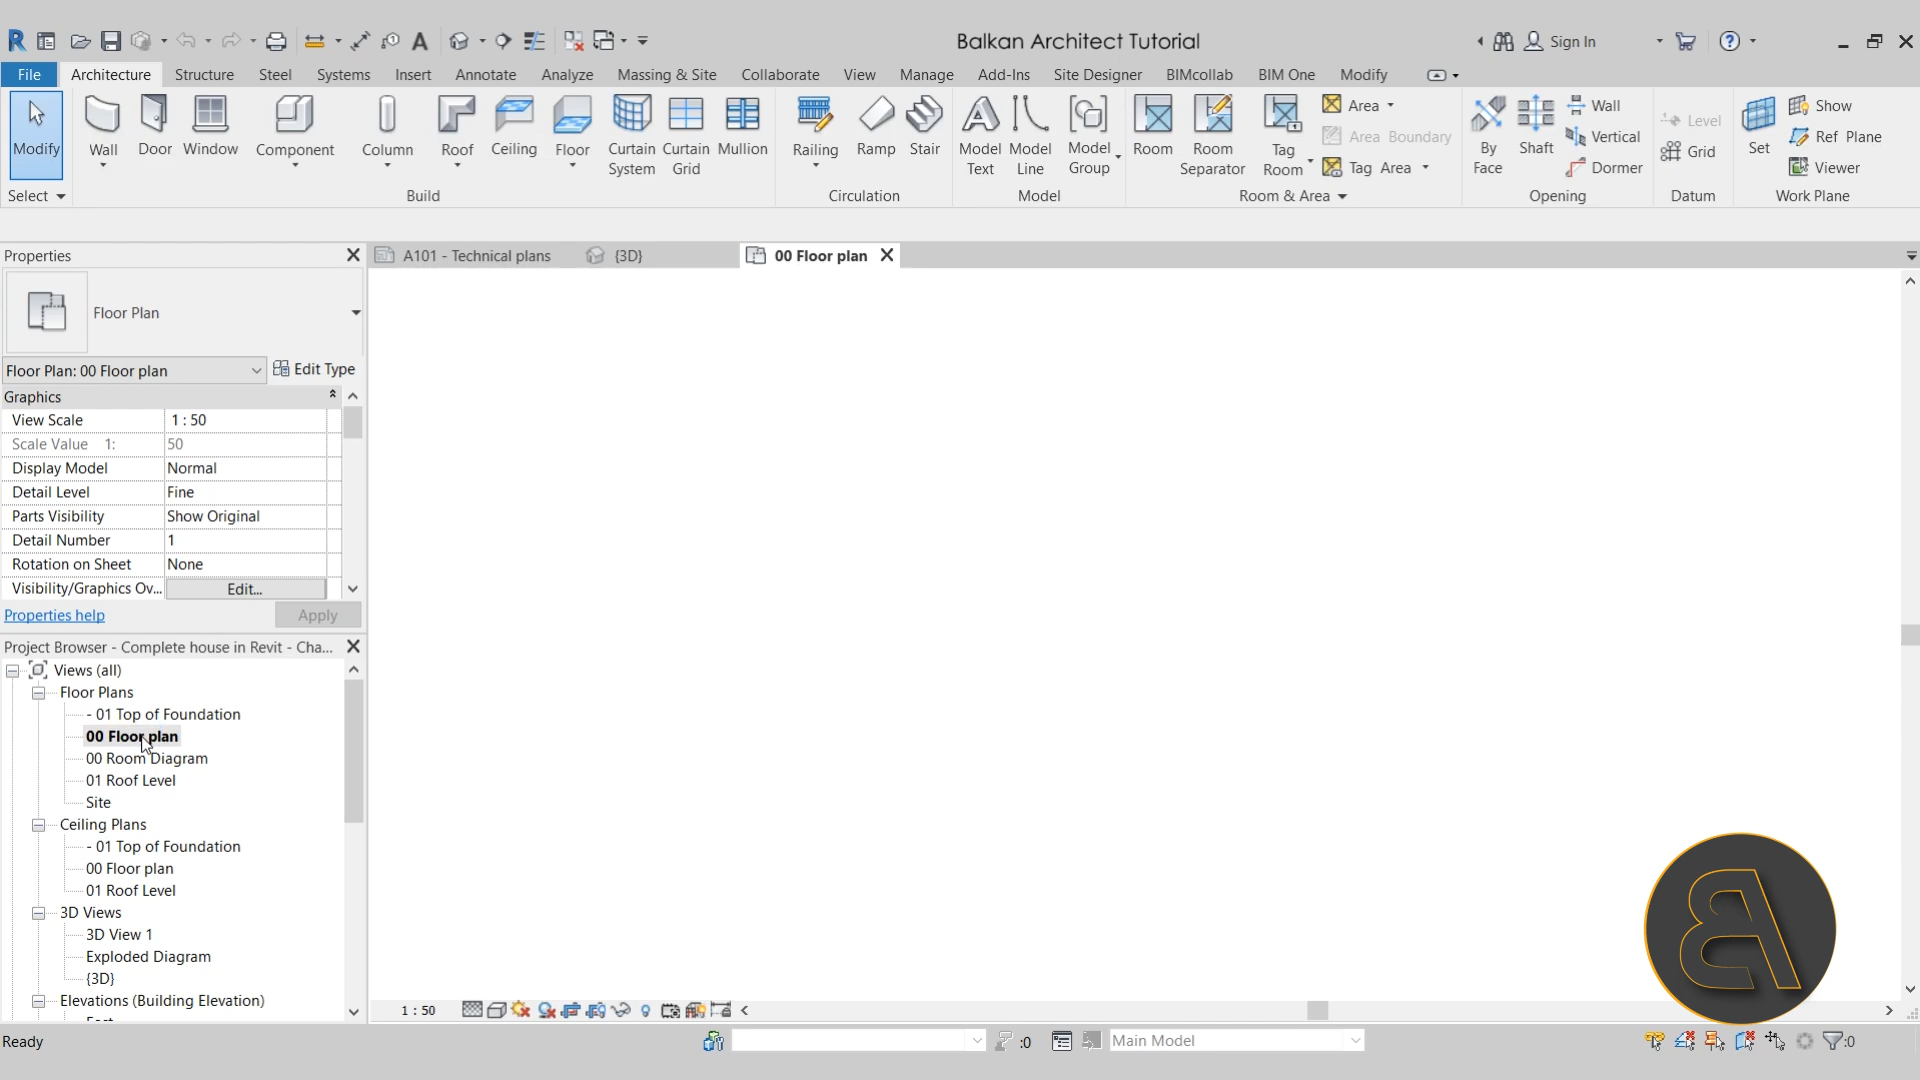 Balkan Architect Tutorial
Sign In
File Architecture Structure Steel Systems Insert Annotate Analyze Massing & Site Collaborate View Manage Add-Ins Site Designer BIMcollab BIM One Modify
Modify Wall Door Window Component Column Roof Ceiling Floor Curtain System Curtain Grid Mullion Railing Ramp Stair Model Text Model Line Model Group Room Room Separator Tag Room Area Area Boundary Tag Area By Face Shaft Wall Vertical Dormer Level Grid Set Show Ref Plane Viewer
Select Build Circulation Model Room & Area Opening Datum Work Plane
Properties
A101 - Technical plans {3D} 00 Floor plan
Floor Plan
Floor Plan: 00 Floor plan Edit Type
Graphics
View Scale 1 : 50
Scale Value 1: 50
Display Model Normal
Detail Level Fine
Parts Visibility Show Original
Detail Number 1
Rotation on Sheet None
Visibility/Graphics Ov... Edit...
Properties help Apply
Project Browser - Complete house in Revit - Cha...
Views (all)
Floor Plans
- 01 Top of Foundation
00 Floor plan
00 Room Diagram
01 Roof Level
Site
Ceiling Plans
- 01 Top of Foundation
00 Floor plan
01 Roof Level
3D Views
3D View 1
Exploded Diagram
{3D}
Elevations (Building Elevation)
1 : 50
Ready :0 Main Model :0